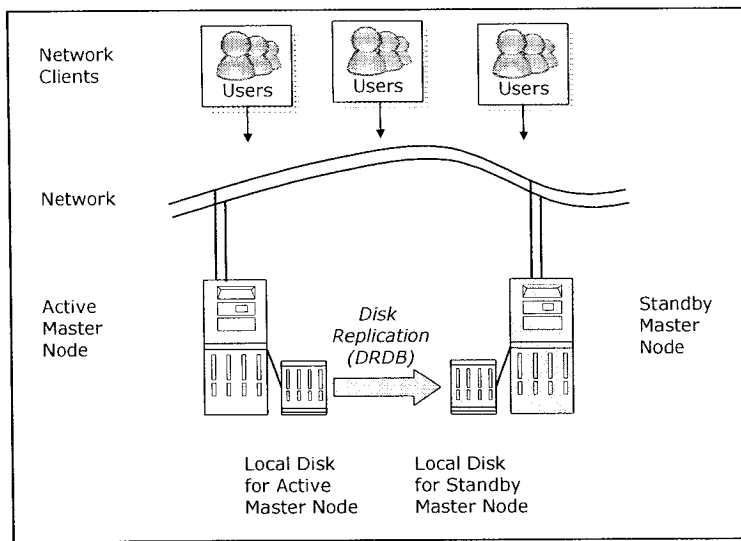 Network
Clients
Users
Users
Users
Network
Active
Master
Node
Disk
Replication
(DRDB)
Standby
Master
Node
Local Disk
for Active
Master Node
Local Disk
for Standby
Master Node